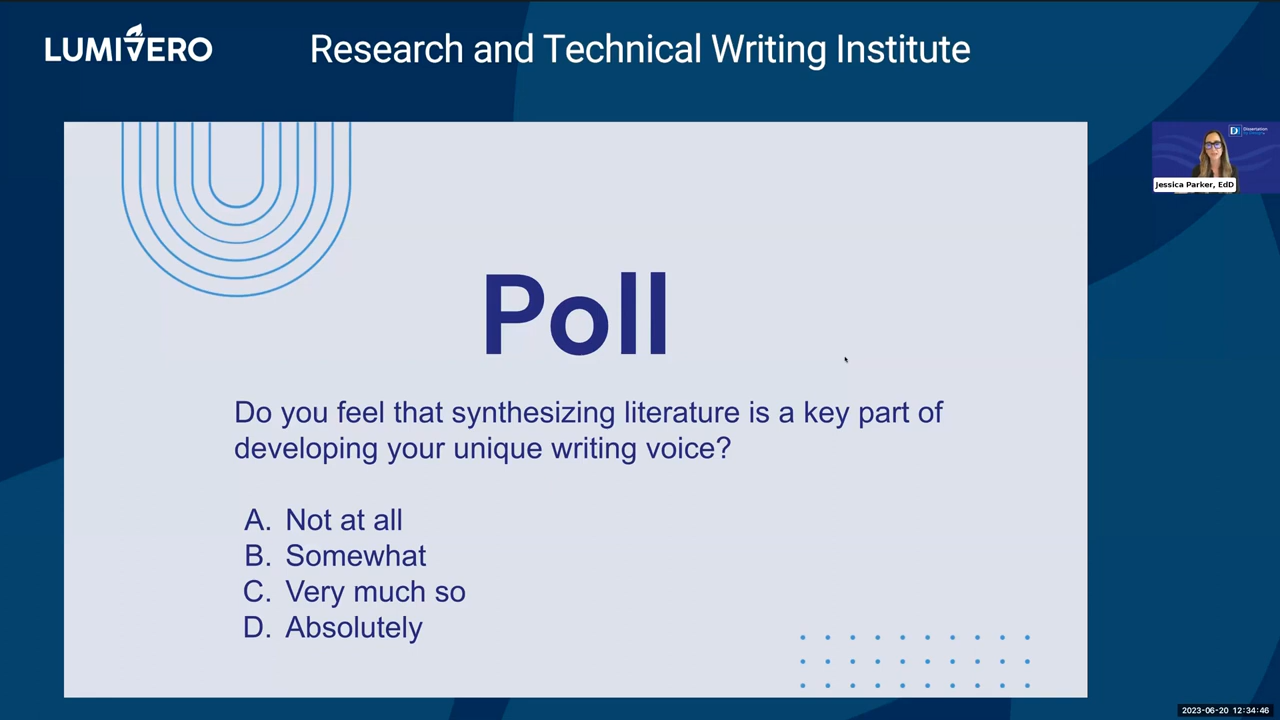 LUMIVERO
Research and Technical Writing Institute
Dissertation
Jessica Parker, EdD
Poll
Do you feel that synthesizing literature is a key part of
developing your unique writing voice?
A. Not at all
B. Somewhat
C. Very much so
D. Absolutely
2023-06-20 12:34:46